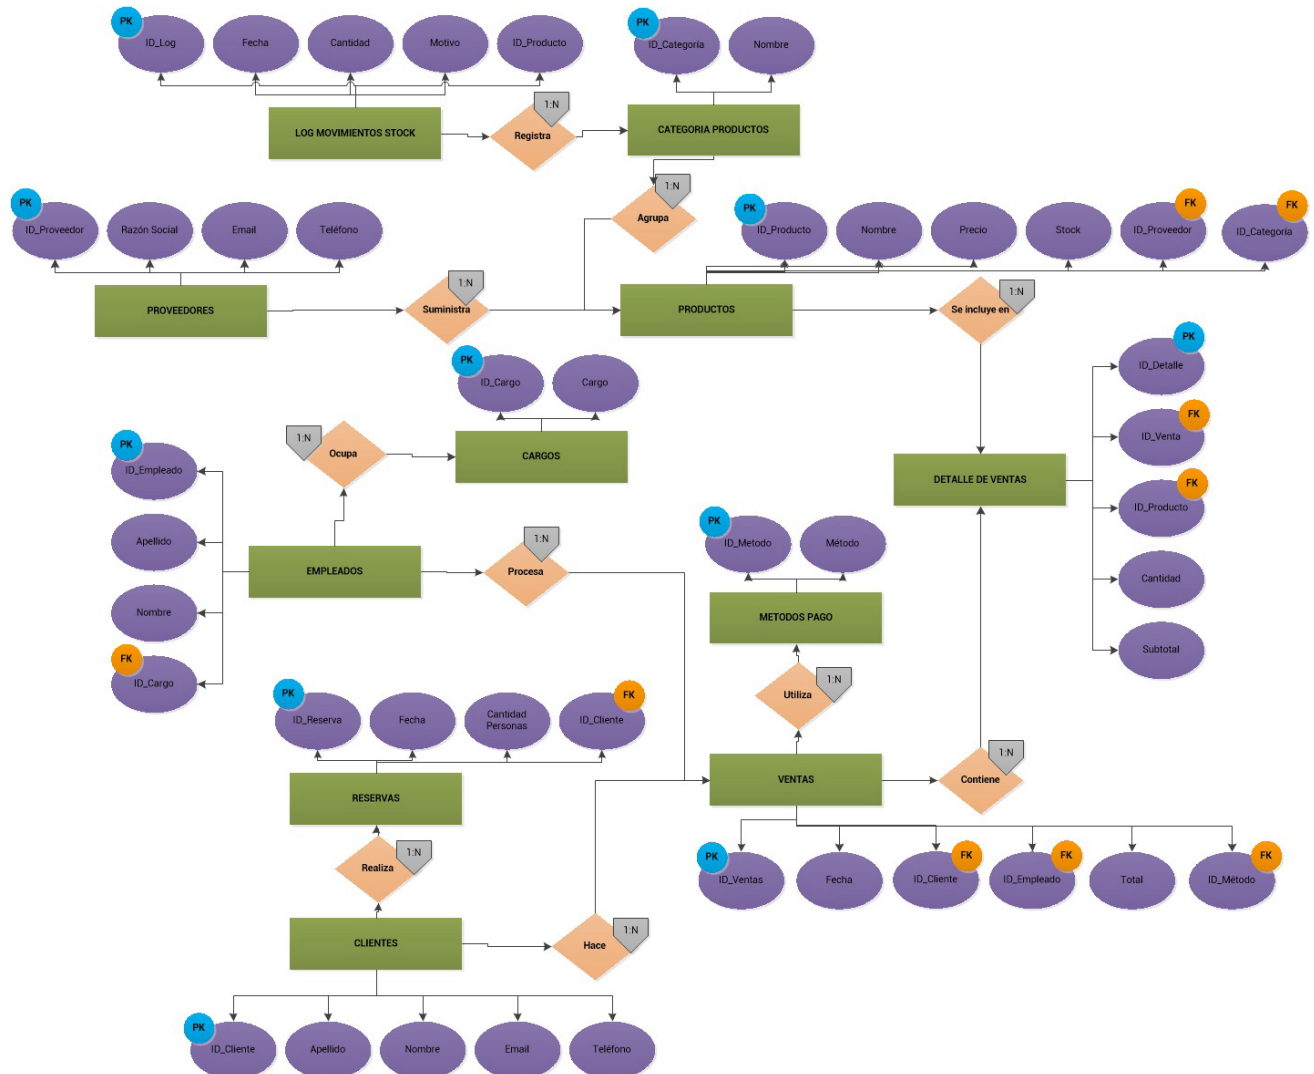 PK
ID_Log
Fecha
Cantidad
Motivo
ID_Producto
PK
ID_Categoría
Nombre
LOG MOVIMIENTOS STOCK
1:N
Registra
CATEGORIA PRODUCTOS
1:N
Agrupa
PK
ID_Proveedor
Razón Social
Email
Teléfono
PK
ID_Producto
Nombre
Precio
Stock
FK
ID_Proveedor
FK
ID_Categoría
PROVEEDORES
1:N
Suministra
PRODUCTOS
1:N
Se incluye en
PK
ID_Cargo
Cargo
1:N
Ocupa
CARGOS
PK
ID_Detalle
FK
ID_Venta
FK
ID_Producto
Cantidad
Subtotal
DETALLE DE VENTAS
PK
ID_Empleado
Apellido
Nombre
FK
ID_Cargo
EMPLEADOS
1:N
Procesa
PK
ID_Metodo
Método
METODOS PAGO
1:N
Utiliza
PK
ID_Reserva
Fecha
Cantidad
Personas
FK
ID_Cliente
RESERVAS
VENTAS
1:N
Contiene
1:N
Realiza
PK
ID_Ventas
Fecha
FK
ID_Cliente
FK
ID_Empleado
Total
FK
ID_Método
CLIENTES
1:N
Hace
PK
ID_Cliente
Apellido
Nombre
Email
Teléfono